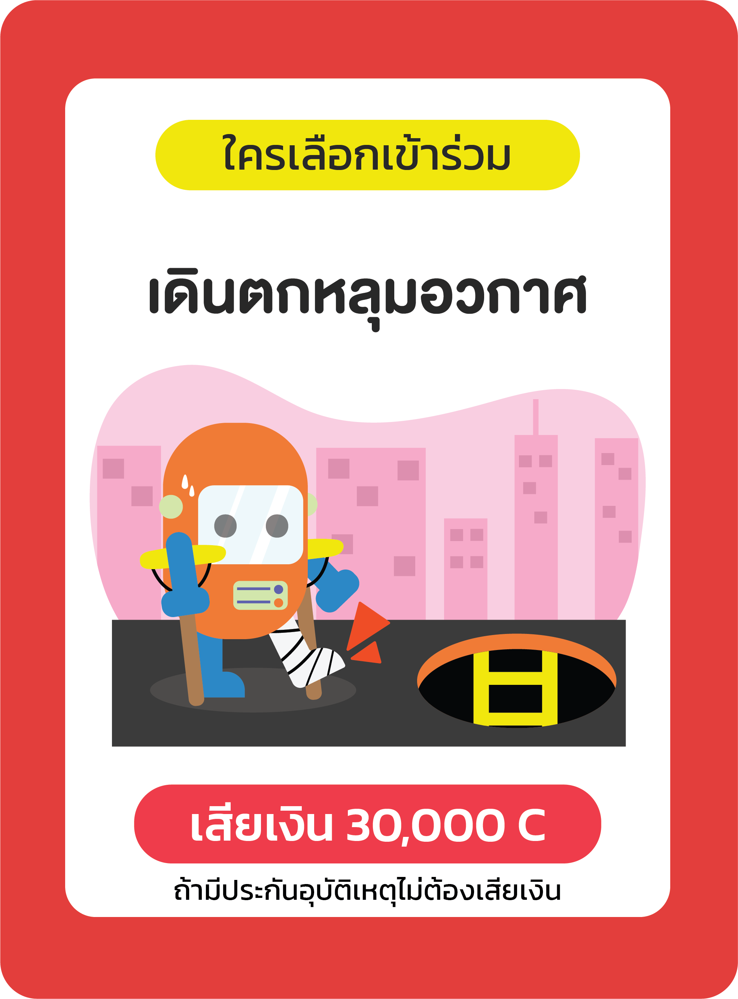 ใครเลือกเข้าร่วม
เดินตกหลุมอวกาศ
เสียเงิน 30,000 C
ถ้ามีประกันอุบัติเหตุไม่ต้องเสียเงิน